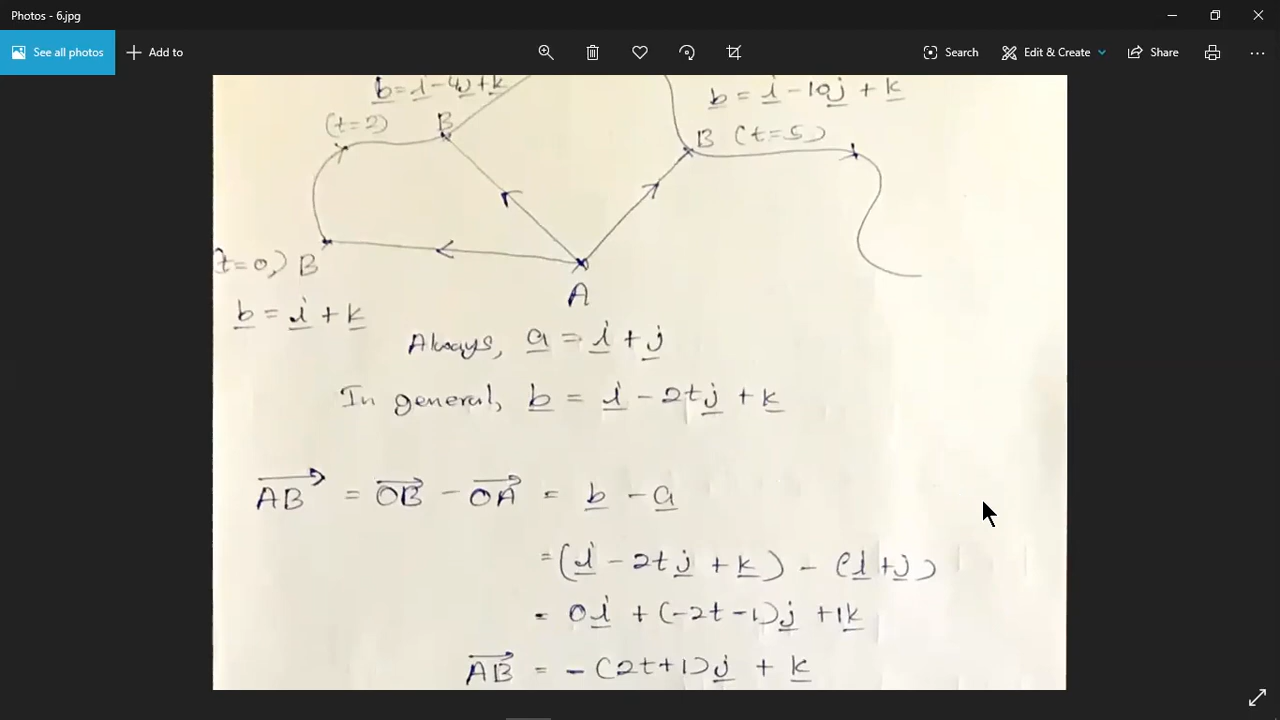 Photos - 6.jpg
See all photos
Add to
Search
Edit & Create
Share
b = i - 4j + k
b = i - 10j + k
(t=2)
B
B (t=5)
(t=0) B
A
b = i + k
Always, a = i + j
In general, b = i - 2tj + k
AB = OB - OA = b - a
=(i - 2tj + k) - (i+j)
= 0i + (-2t-1)j + 1k
AB = -(2t+1)j + k